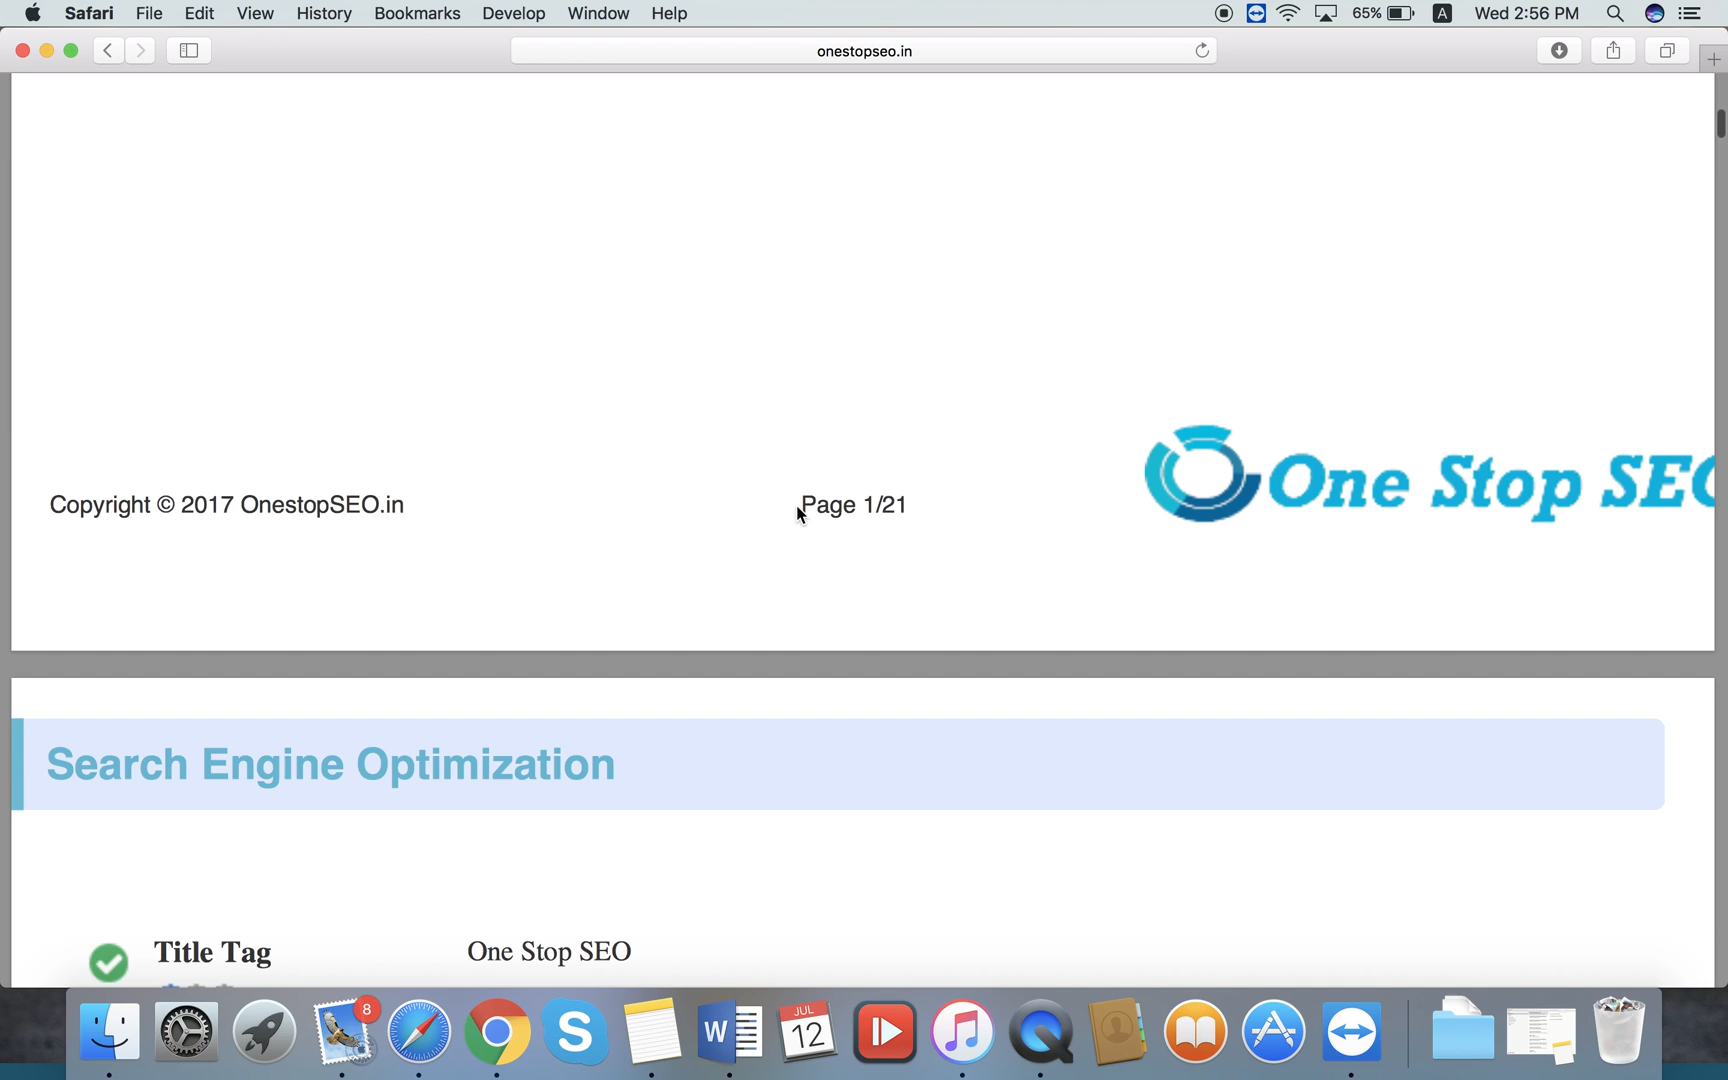 Safari File Edit View History Bookmarks Develop Window Help 65% A Wed 2:56 PM
onestopseo.in
One Stop SEO
Copyright © 2017 OnestopSEO.in Page 1/21
Search Engine Optimization
Title Tag One Stop SEO
8
S
W
JUL
12